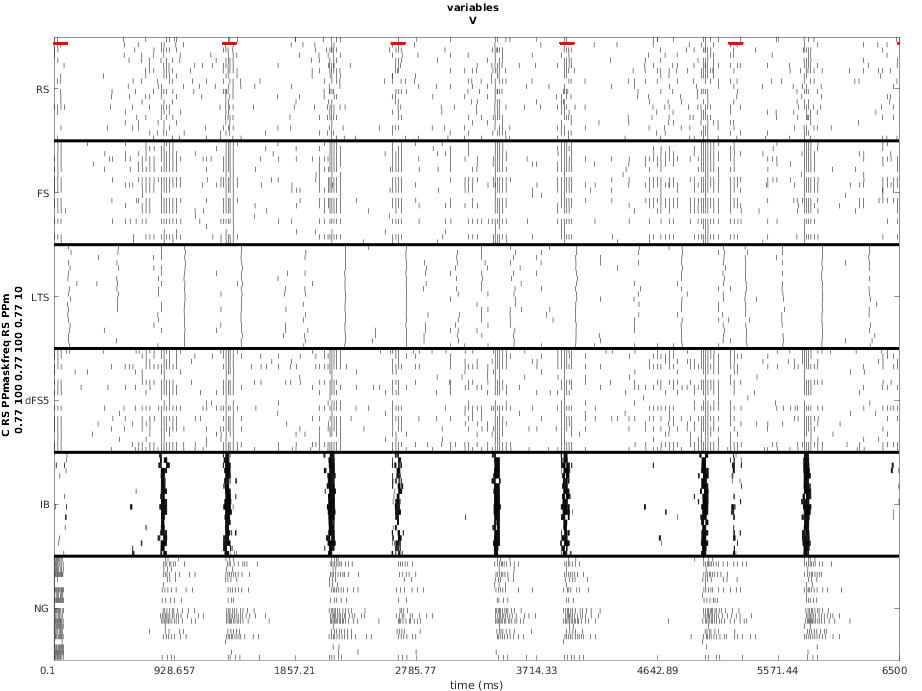 variables
V
RS
FS
LTS
dFS5
IB
NG
C RS PPmaskfreq RS PPm
0.77 100 0.77 100 0.77 10
0.1 928.657 1857.21 2785.77 3714.33 4642.89 5571.44 6500
time (ms)